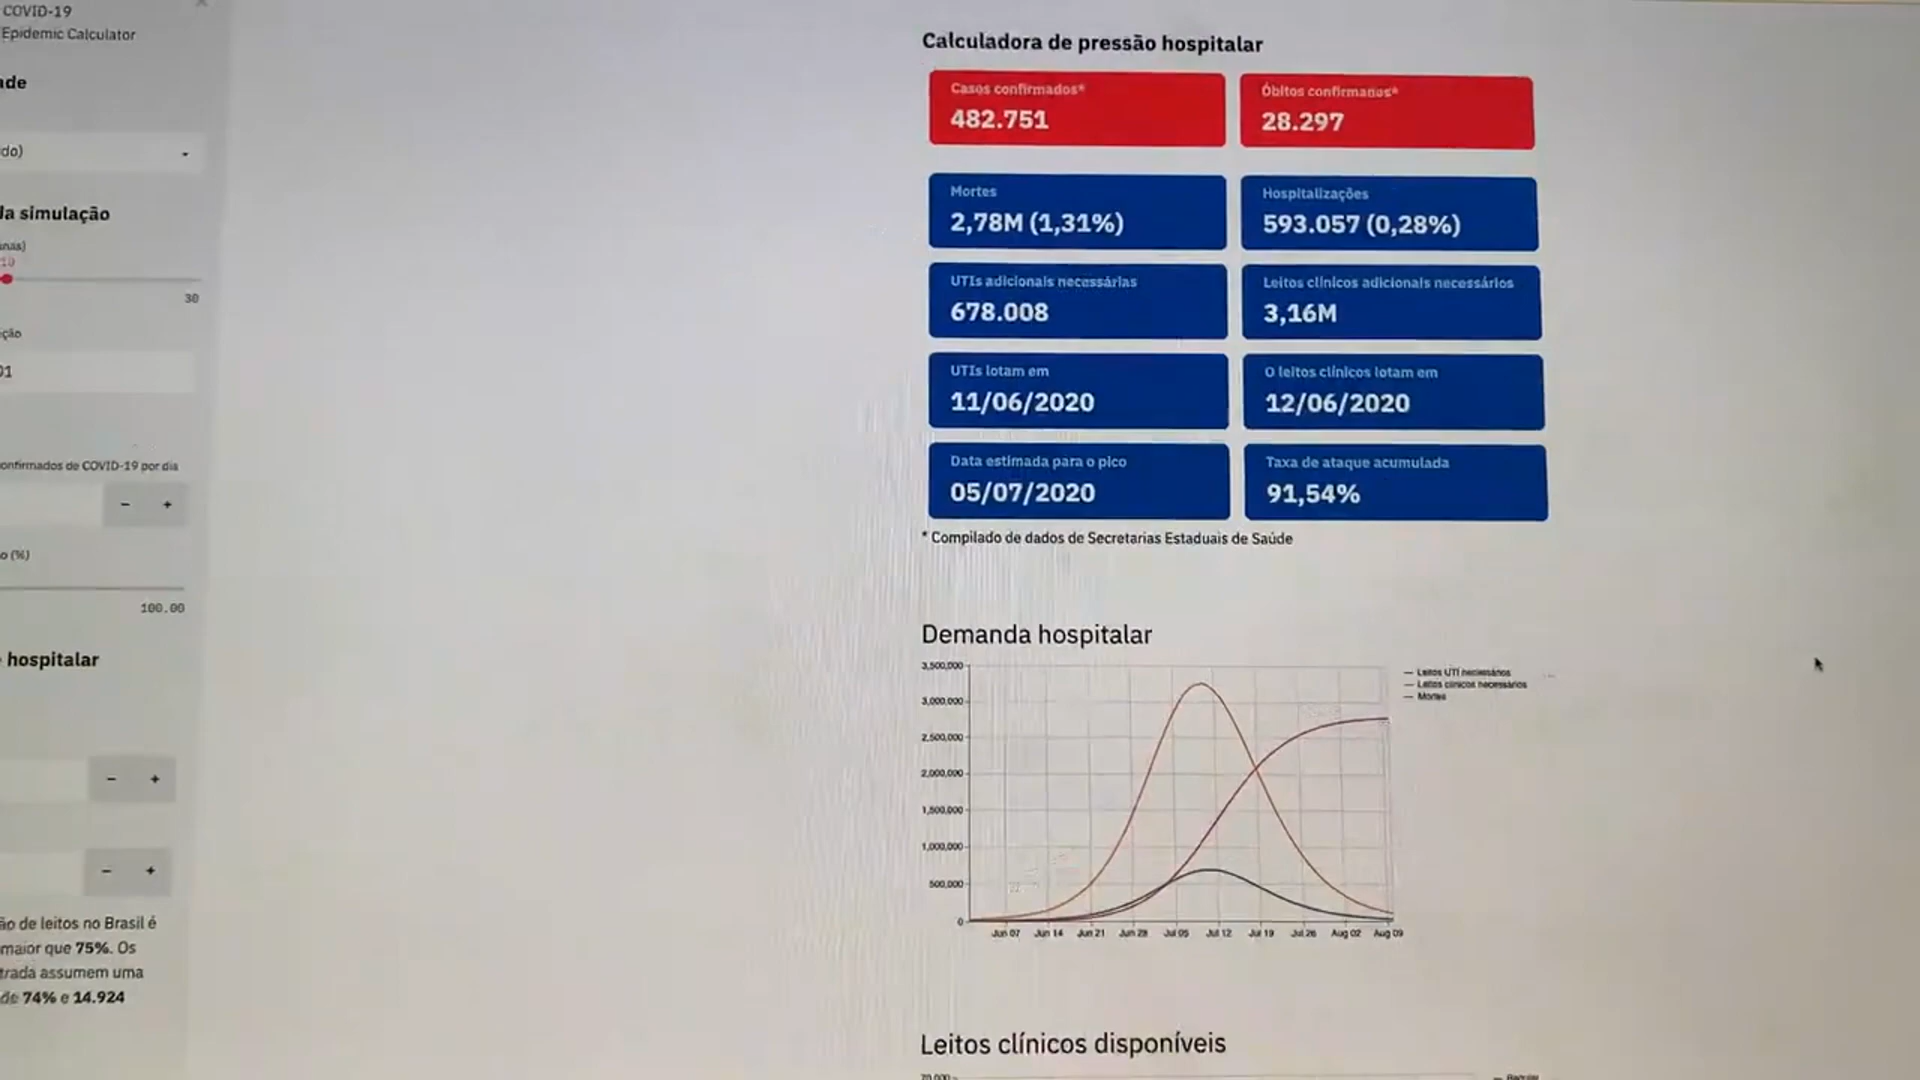 COVID-19
Epidemic Calculator
ade
do)
da simulação
anas)
10
30
ção
01
onfirmados de COVID-19 por dia
− +
o (%)
100.00
hospitalar
− +
− +
ão de leitos no Brasil é
maior que 75%. Os
trada assumem uma
de 74% e 14.924
Calculadora de pressão hospitalar
Casos confirmados*
482.751
Óbitos confirmados*
28.297
Mortes
2,78M (1,31%)
Hospitalizações
593.057 (0,28%)
UTIs adicionais necessárias
678.008
Leitos clínicos adicionais necessários
3,16M
UTIs lotam em
11/06/2020
O leitos clínicos lotam em
12/06/2020
Data estimada para o pico
05/07/2020
Taxa de ataque acumulada
91,54%
* Compilado de dados de Secretarias Estaduais de Saúde
Demanda hospitalar
3,500,000
3,000,000
2,500,000
2,000,000
1,500,000
1,000,000
500,000
0
Jun 07 Jun 14 Jun 21 Jun 28 Jul 05 Jul 12 Jul 19 Jul 26 Aug 02 Aug 09
Leitos UTI necessários
Leitos clínicos necessários
Mortes
Leitos clínicos disponíveis
70,000